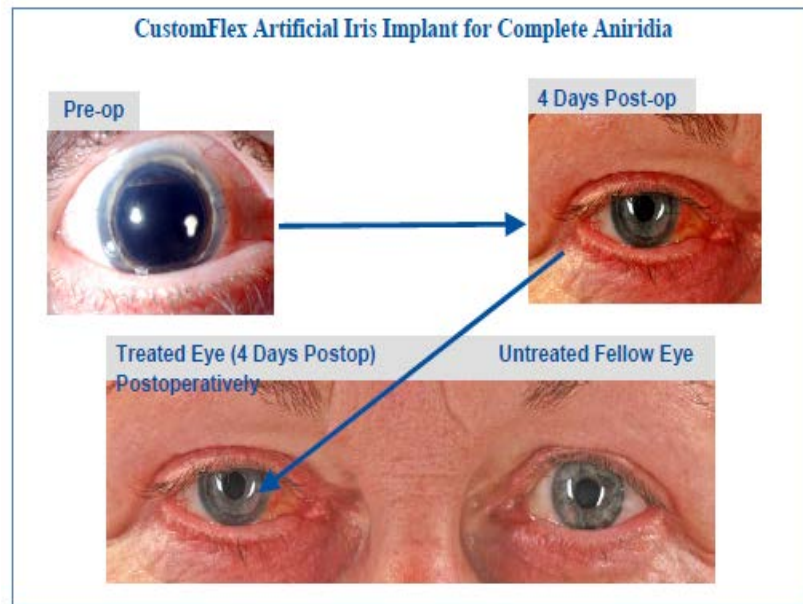 CustomFlex Artificial Iris Implant for Complete Aniridia
Pre-op
4 Days Post-op
Treated Eye (4 Days Postop)
Postoperatively
Untreated Fellow Eye